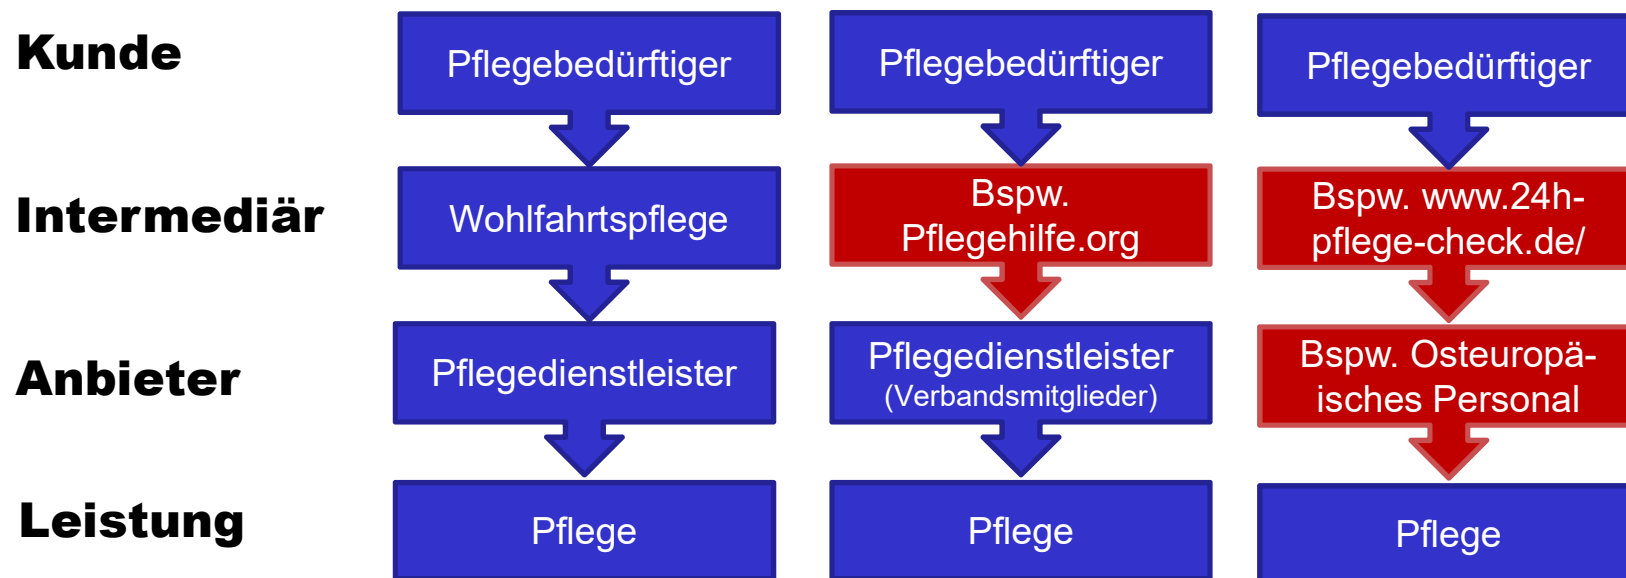 Kunde
Pflegebedürftiger
Pflegebedürftiger
Pflegebedürftiger
Intermediär
Wohlfahrtspflege
Bspw.
Pflegehilfe.org
Bspw. www.24h-
pflege-check.de/
Anbieter
Pflegedienstleister
Pflegedienstleister
(Verbandsmitglieder)
Bspw. Osteuropä-
isches Personal
Leistung
Pflege
Pflege
Pflege